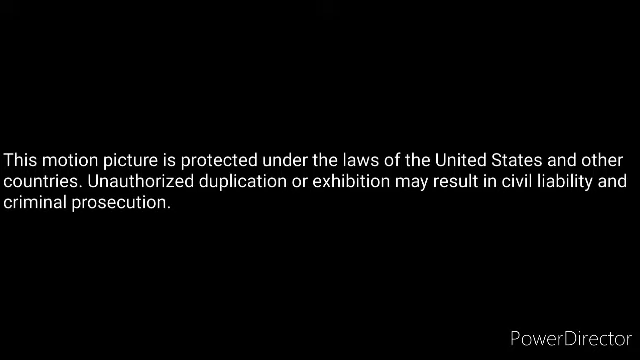 This motion picture is protected under the laws of the United States and other
countries. Unauthorized duplication or exhibition may result in civil liability and
criminal prosecution.
PowerDirector